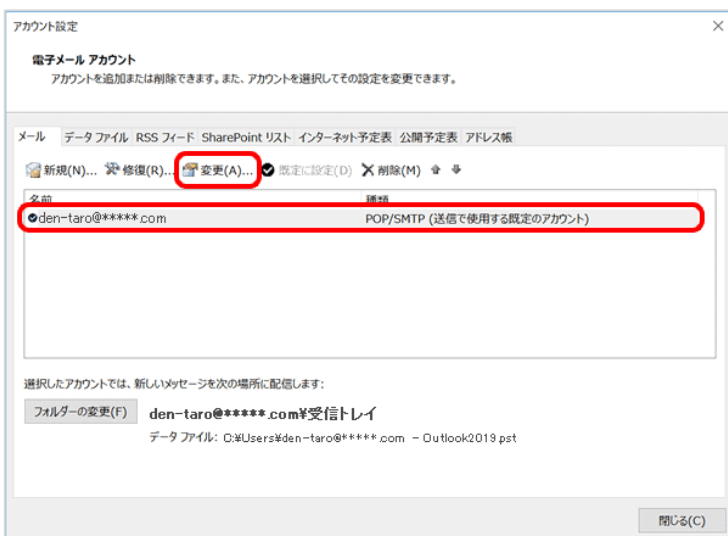 アカウント設定
電子メール アカウント
アカウントを追加または削除できます。また、アカウントを選択してその設定を変更できます。
メール データ ファイル RSS フィード SharePoint リスト インターネット予定表 公開予定表 アドレス帳
新規(N)... 修復(R)... 変更(A)... 既定に設定(D) 削除(M)
名前 種類
den-taro@*****.com POP/SMTP (送信で使用する既定のアカウント)
選択したアカウントでは、新しいメッセージを次の場所に配信します:
フォルダーの変更(F) den-taro@*****.com¥受信トレイ
データ ファイル: C:¥Users¥den-taro@*****.com - Outlook2019.pst
閉じる(C)